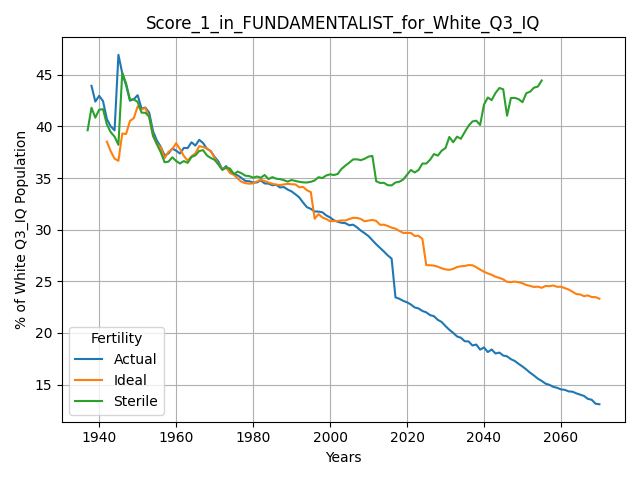 Score_1_in_FUNDAMENTALIST_for_White_Q3_IQ
% of White Q3_IQ Population
45
40
35
30
25
20
15
Fertility
Actual
Ideal
Sterile
1940 1960 1980 2000 2020 2040 2060
Years